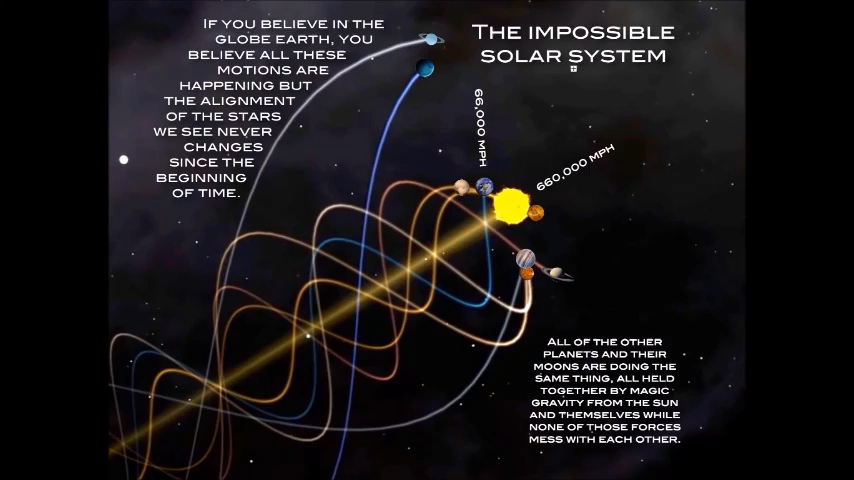 If you believe in the
globe earth, you
believe all these
motions are
happening but
the alignment
of the stars
we see never
changes
since the
beginning
of time.
The impossible
solar system
66,000 mph
660,000 mph
All of the other
planets and their
moons are doing the
same thing, all held
together by magic
gravity from the sun
and themselves while
none of those forces
mess with each other.